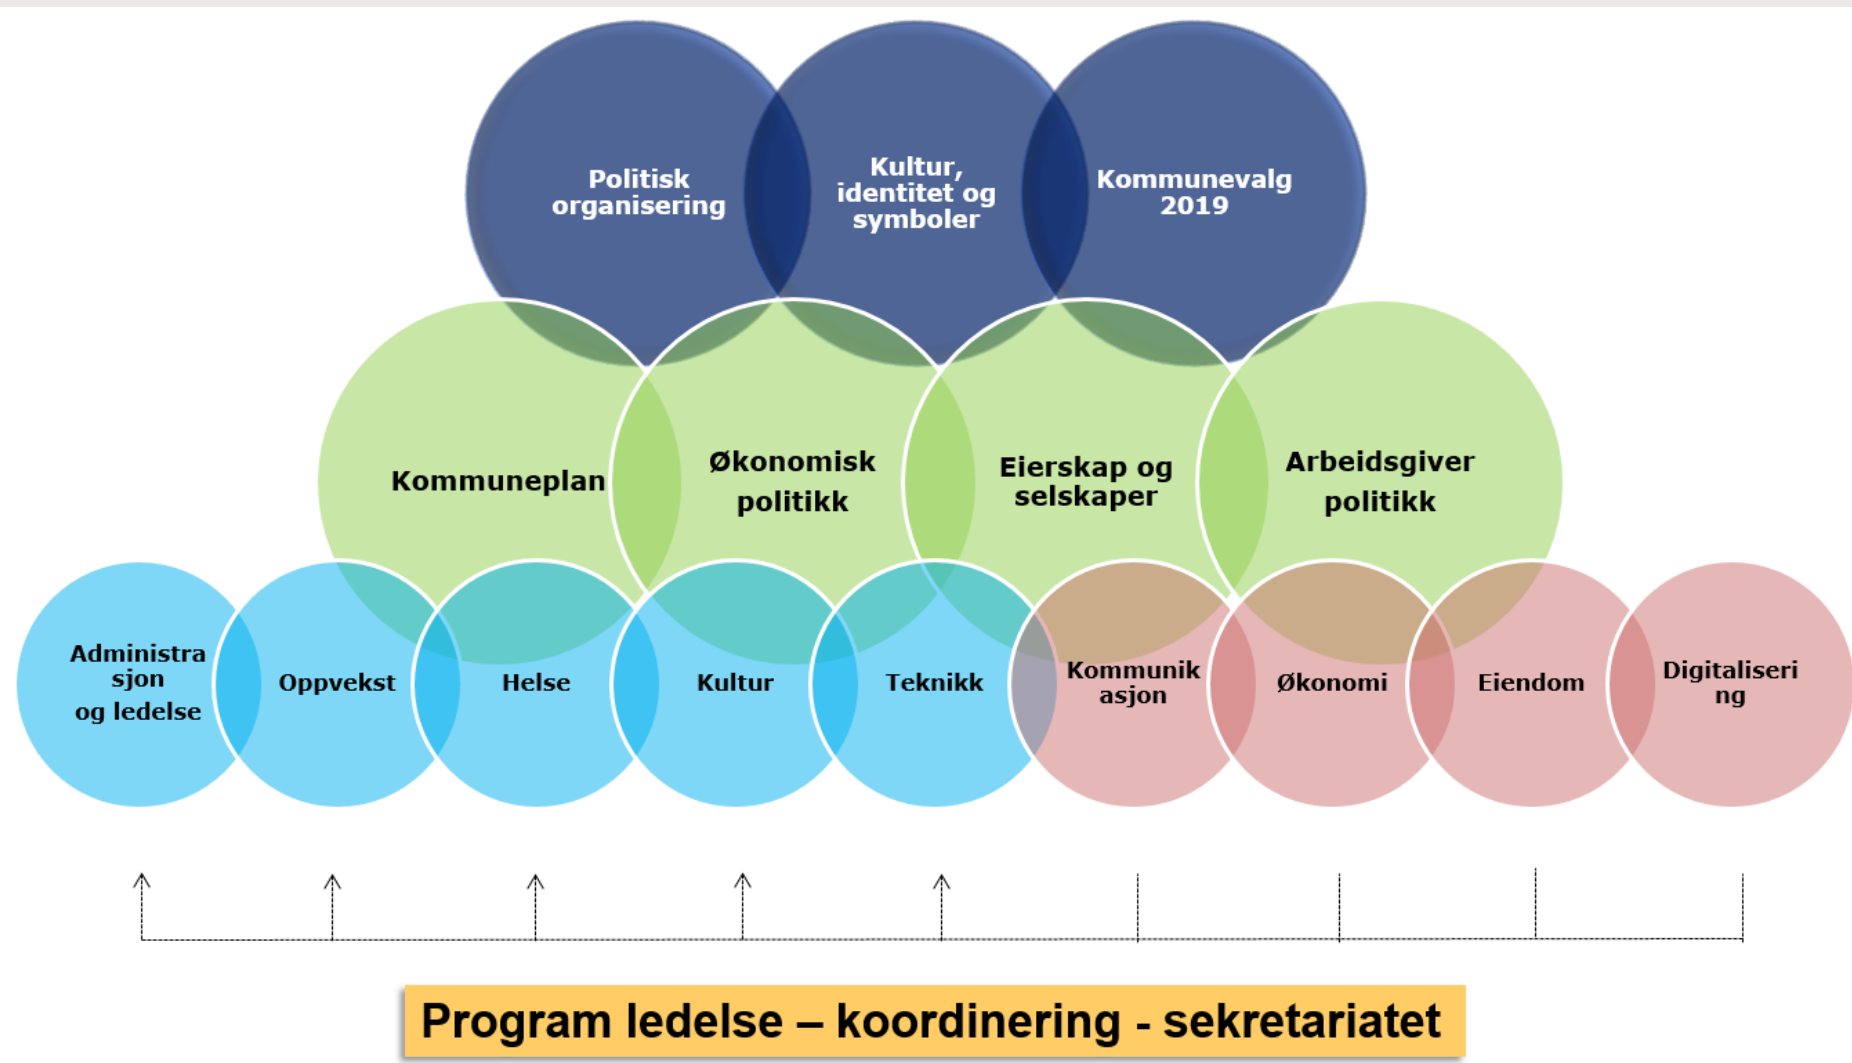 Politisk
organisering
Kultur,
identitet og
symboler
Kommunevalg
2019
Kommuneplan
Økonomisk
politikk
Eierskap og
selskaper
Arbeidsgiver
politikk
Administra
sjon
og ledelse
Oppvekst
Helse
Kultur
Teknikk
Kommunik
asjon
Økonomi
Eiendom
Digitaliseri
ng
Program ledelse – koordinering - sekretariatet